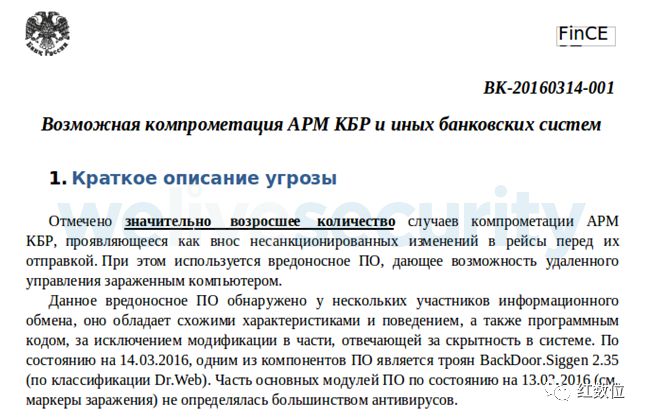 Банк России
FinCE
ВК-20160314-001
Возможная компрометация АРМ КБР и иных банковских систем
1. Краткое описание угрозы
welivesecurity
Отмечено значительно возросшее количество случаев компрометации АРМ
КБР, проявляющееся как внос несанкционированных изменений в рейсы перед их
отправкой. При этом используется вредоносное ПО, дающее возможность удаленного
управления зараженным компьютером.
Данное вредоносное ПО обнаружено у нескольких участников информационного
обмена, оно обладает схожими характеристиками и поведением, а также программным
кодом, за исключением модификации в части, отвечающей за скрытность в системе. По
состоянию на 14.03.2016, одним из компонентов ПО является троян BackDoor.Siggen 2.35
(по классификации Dr.Web). Часть основных модулей ПО по состоянию на 13.03.2016 (см.
маркеры заражения) не определялась большинством антивирусов.
红数位